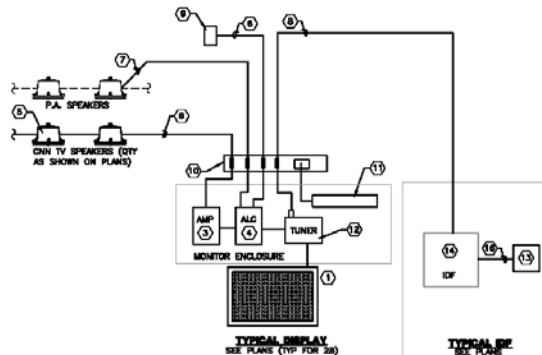 9
6
8
7
P.A. SPEAKERS
5
6
CNN TV SPEAKERS (QTY
AS SHOWN ON PLANS)
10
11
AMP
3
ALC
4
TUNER
12
MONITOR ENCLOSURE
1
14
IDF
16
13
TYPICAL DISPLAY
SEE PLANS (TYP FOR 28)
TYPICAL IDF
SEE PLANS